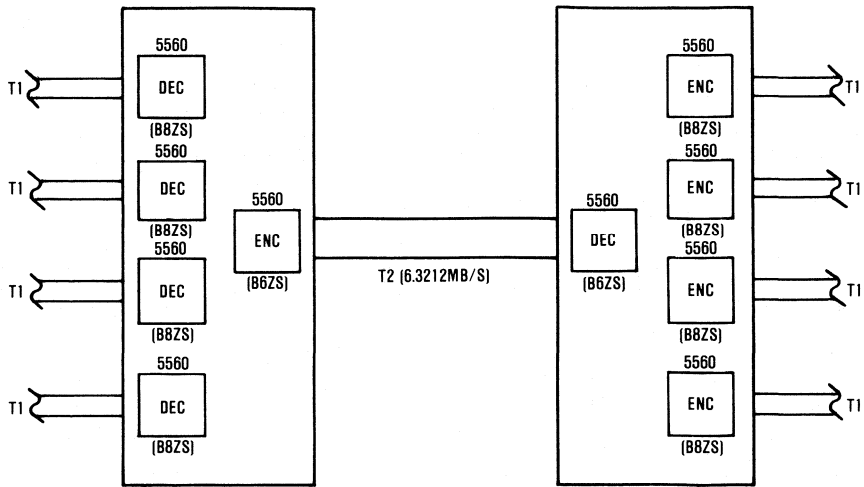 5560
T1
DEC
(B8ZS)
5560
T1
DEC
(B8ZS)
5560
T1
DEC
(B8ZS)
5560
T1
DEC
(B8ZS)
5560
ENC
(B6ZS)
T2 (6.3212MB/S)
5560
DEC
(B6ZS)
5560
ENC
T1
(B8ZS)
5560
ENC
T1
(B8ZS)
5560
ENC
T1
(B8ZS)
5560
ENC
T1
(B8ZS)